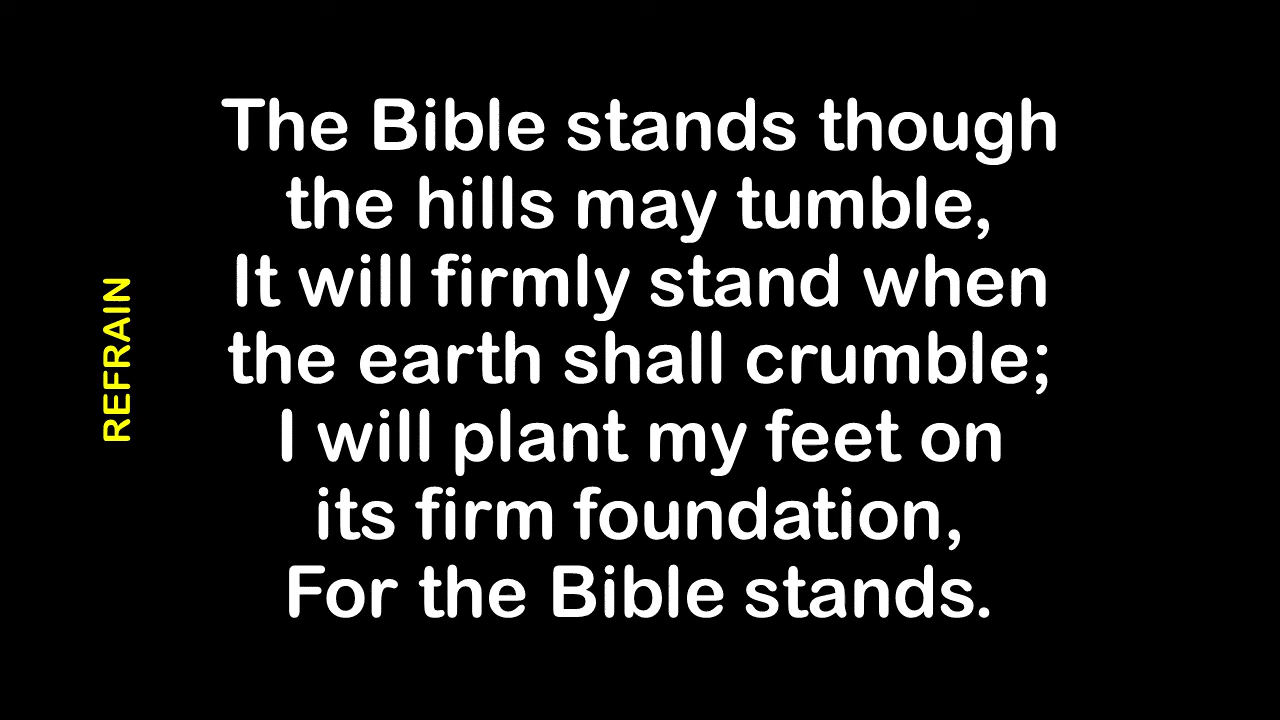 REFRAIN
The Bible stands though
the hills may tumble,
It will firmly stand when
the earth shall crumble;
I will plant my feet on
its firm foundation,
For the Bible stands.